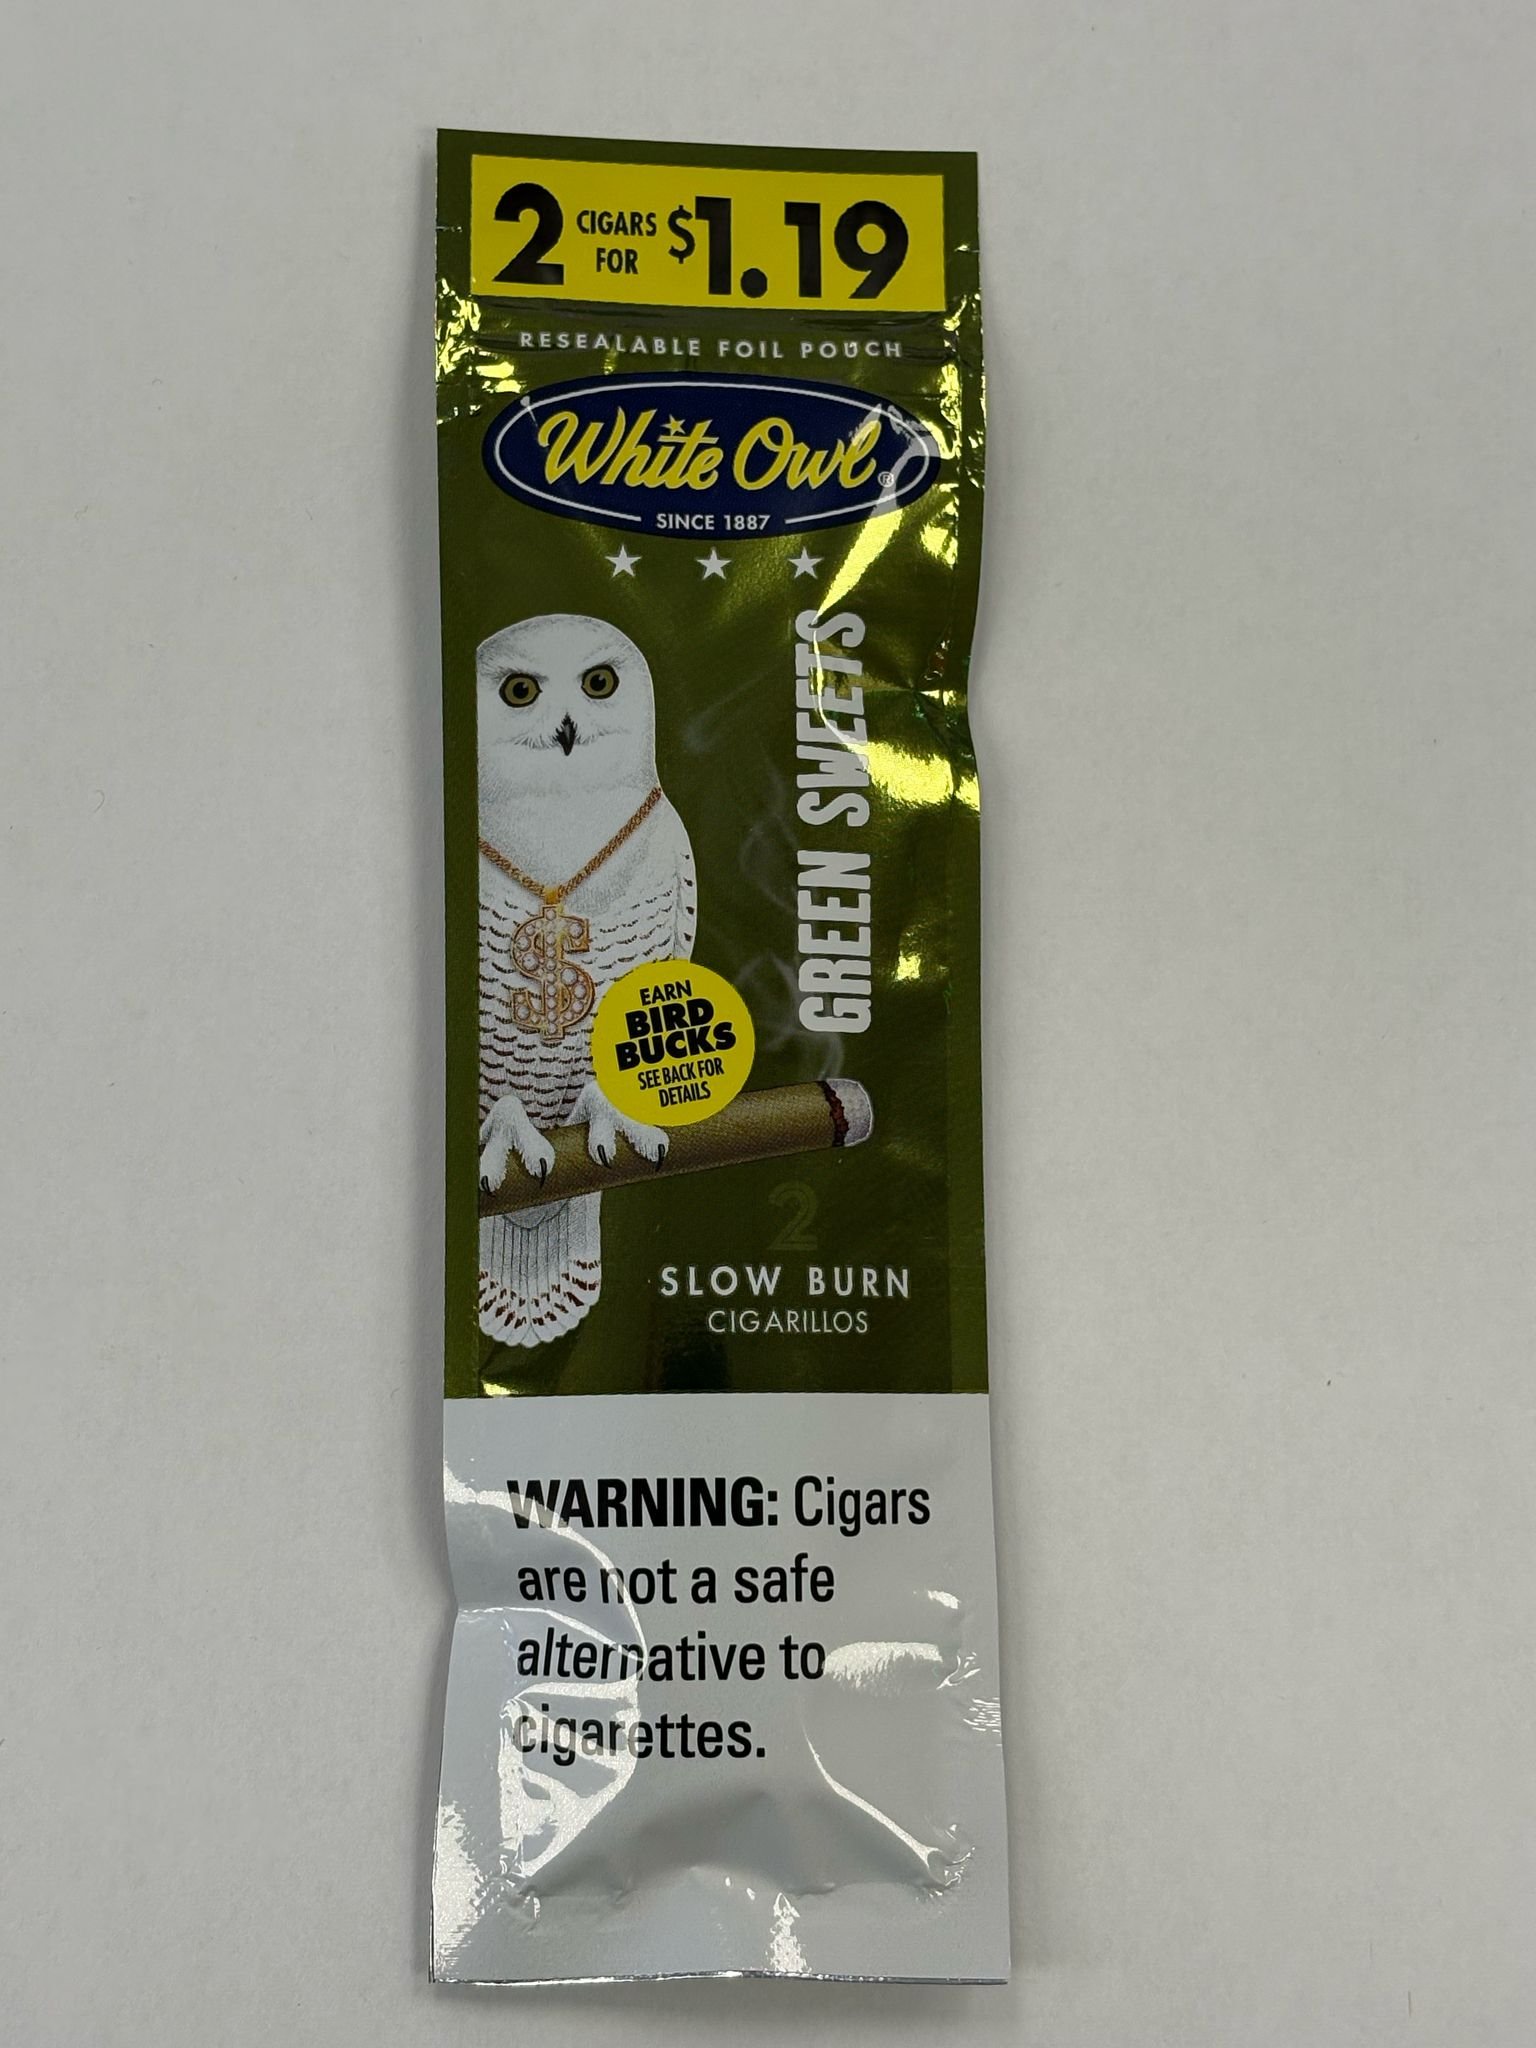 2 CIGARS FOR $1.19
RESEALABLE FOIL POUCH
White Owl®
SINCE 1887
GREEN SWEETS
EARN
BIRD
BUCKS
SEE BACK FOR
DETAILS
2
SLOW BURN
CIGARILLOS
WARNING: Cigars
are not a safe
alternative to
cigarettes.